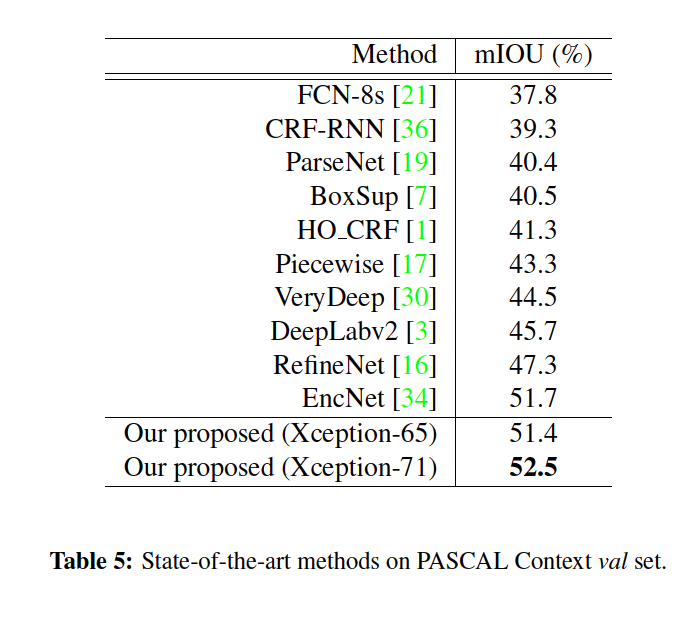 Method mIOU (%)
FCN-8s [21] 37.8
CRF-RNN [36] 39.3
ParseNet [19] 40.4
BoxSup [7] 40.5
HO_CRF [1] 41.3
Piecewise [17] 43.3
VeryDeep [30] 44.5
DeepLabv2 [3] 45.7
RefineNet [16] 47.3
EncNet [34] 51.7
Our proposed (Xception-65) 51.4
Our proposed (Xception-71) 52.5
Table 5: State-of-the-art methods on PASCAL Context val set.